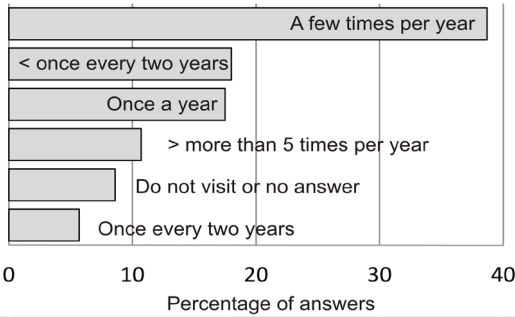 A few times per year
< once every two years
Once a year
> more than 5 times per year
Do not visit or no answer
Once every two years
0 10 20 30 40
Percentage of answers